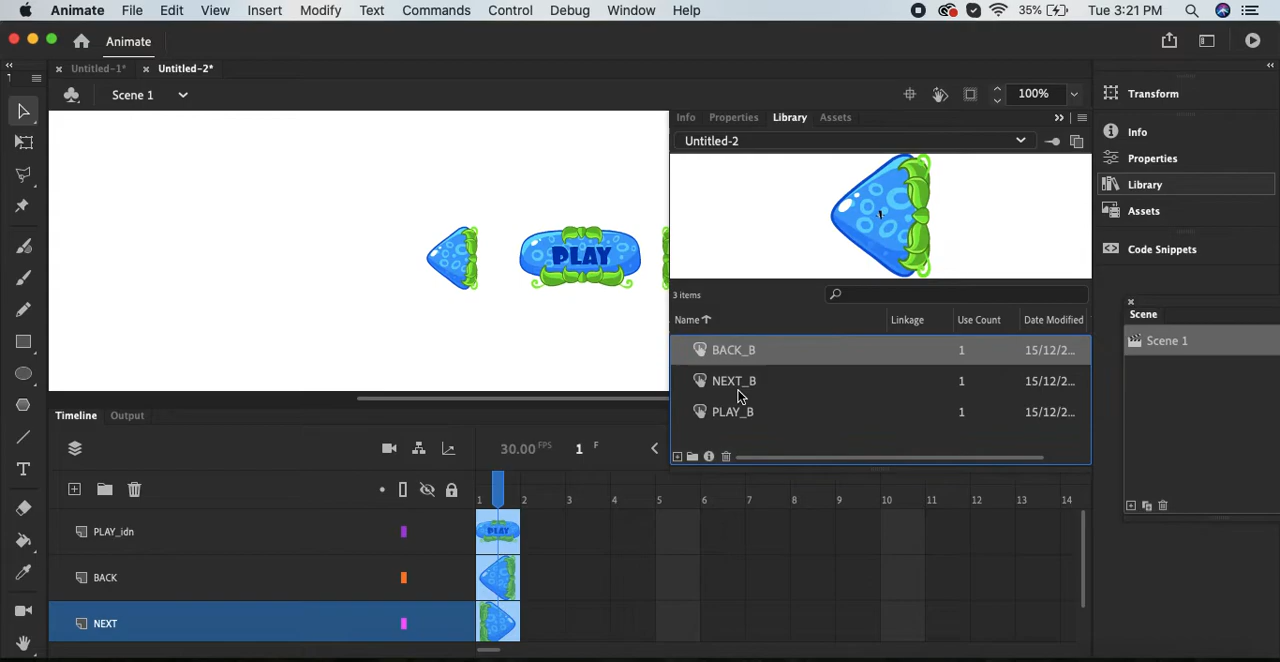 Animate File Edit View Insert Modify Text Commands Control Debug Window Help 35% Tue 3:21 PM
Animate
Untitled-1* Untitled-2*
Scene 1 100%
Info Properties Library Assets
Untitled-2
PLAY
3 items
Name Linkage Use Count Date Modified
BACK_B 1 15/12/2...
NEXT_B 1 15/12/2...
PLAY_B 1 15/12/2...
Transform
Info
Properties
Library
Assets
Code Snippets
Scene
Scene 1
Timeline Output
30.00 FPS 1 F
1 2 3 4 5 6 7 8 9 10 11 12 13 14
PLAY_idn PLAY
BACK
NEXT